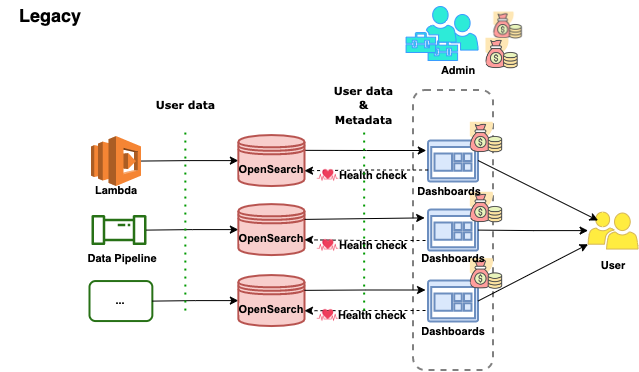 Legacy
Admin
User data
User data
&
Metadata
Lambda
OpenSearch
Health check
Dashboards
Data Pipeline
OpenSearch
Health check
Dashboards
User
...
OpenSearch
Health check
Dashboards